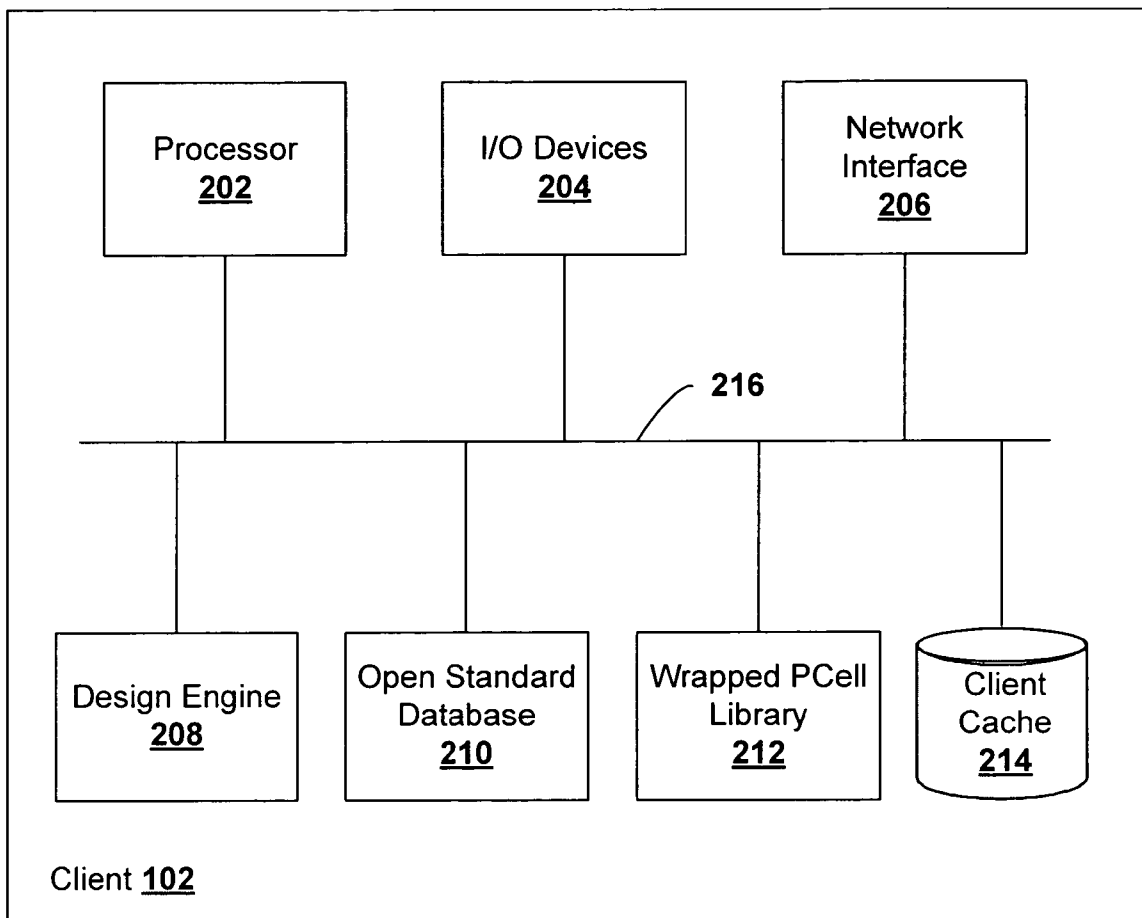 Processor
202
I/O Devices
204
Network
Interface
206
216
Design Engine
208
Open Standard
Database
210
Wrapped PCell
Library
212
Client
Cache
214
Client 102